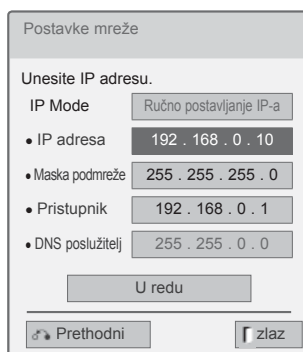 Postavke mreže
Unesite IP adresu.
IP Mode Ručno postavljanje IP-a
• IP adresa 192 . 168 . 0 . 10
• Maska podmreže 255 . 255 . 255 . 0
• Pristupnik 192 . 168 . 0 . 1
• DNS poslužitelj 255 . 255 . 0 . 0
U redu
Prethodni zlaz